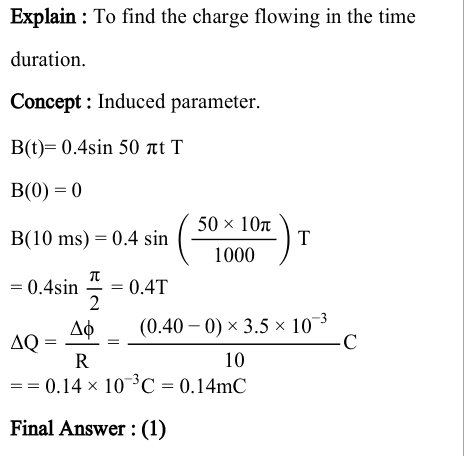 Explain : To find the charge flowing in the time
duration.
Concept : Induced parameter.
B(t)= 0.4sin 50 πt T
B(0) = 0
B(10 ms) = 0.4 sin (50 × 10π / 1000) T
= 0.4sin π/2 = 0.4T
ΔQ = Δϕ/R = (0.40 – 0) × 3.5 × 10⁻³ / 10 C
= = 0.14 × 10⁻³C = 0.14mC
Final Answer : (1)